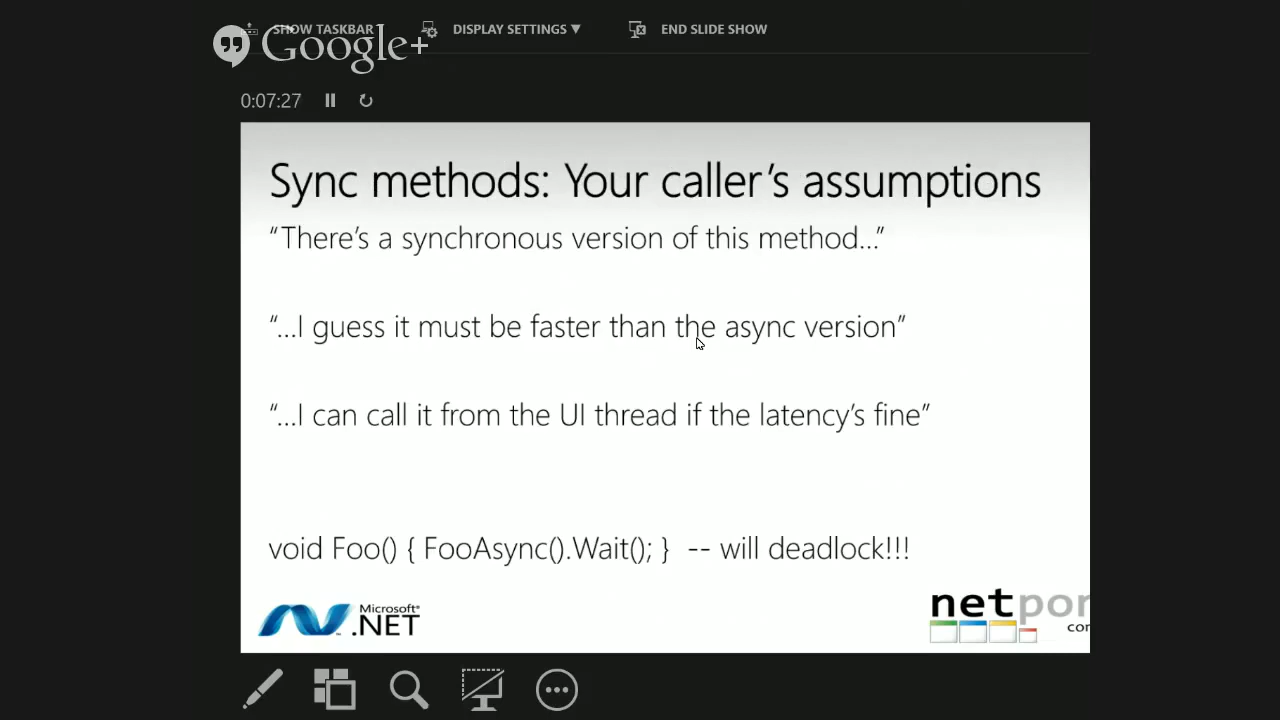 SHOW TASKBAR
DISPLAY SETTINGS ▼
END SLIDE SHOW
Google+
0:07:27
Sync methods: Your caller's assumptions
“There's a synchronous version of this method...”
“...I guess it must be faster than the async version”
“...I can call it from the UI thread if the latency's fine”
void Foo() { FooAsync().Wait(); } -- will deadlock!!!
Microsoft®
.NET
netpor
cor